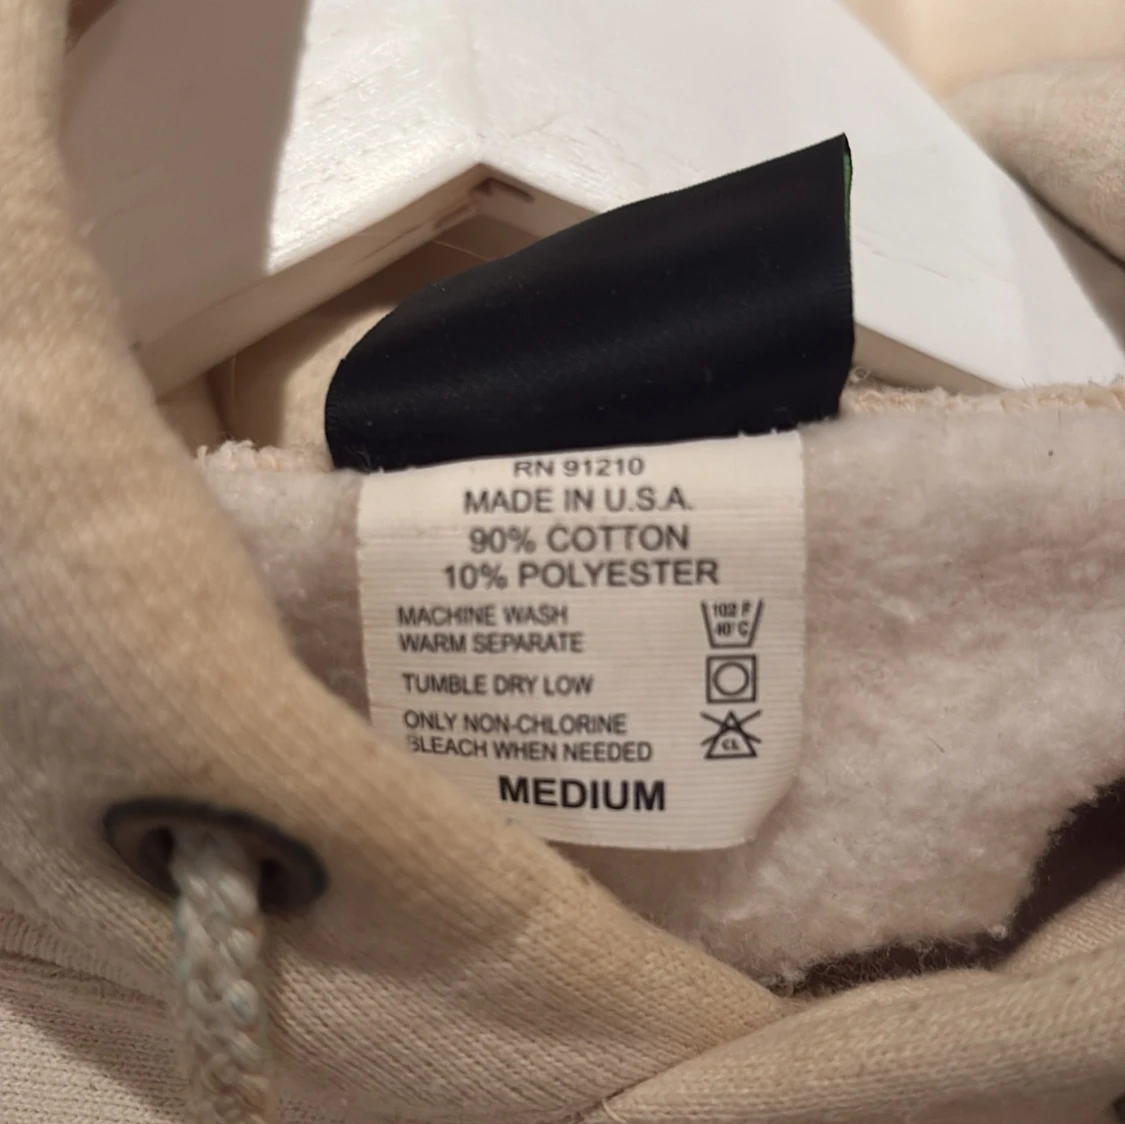 RN 91210
MADE IN U.S.A.
90% COTTON
10% POLYESTER
MACHINE WASH
WARM SEPARATE
102 F
40°C
TUMBLE DRY LOW
ONLY NON-CHLORINE
BLEACH WHEN NEEDED
CL
MEDIUM